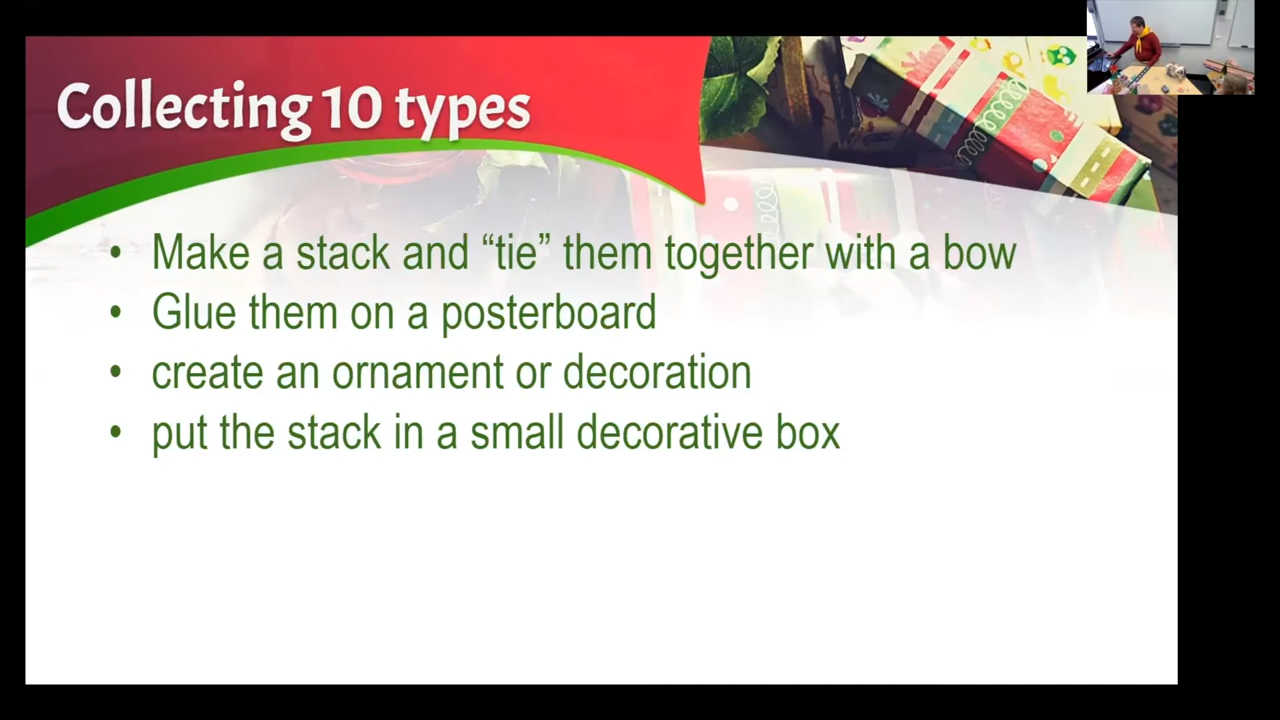 Collecting 10 types
• Make a stack and “tie” them together with a bow
• Glue them on a posterboard
• create an ornament or decoration
• put the stack in a small decorative box